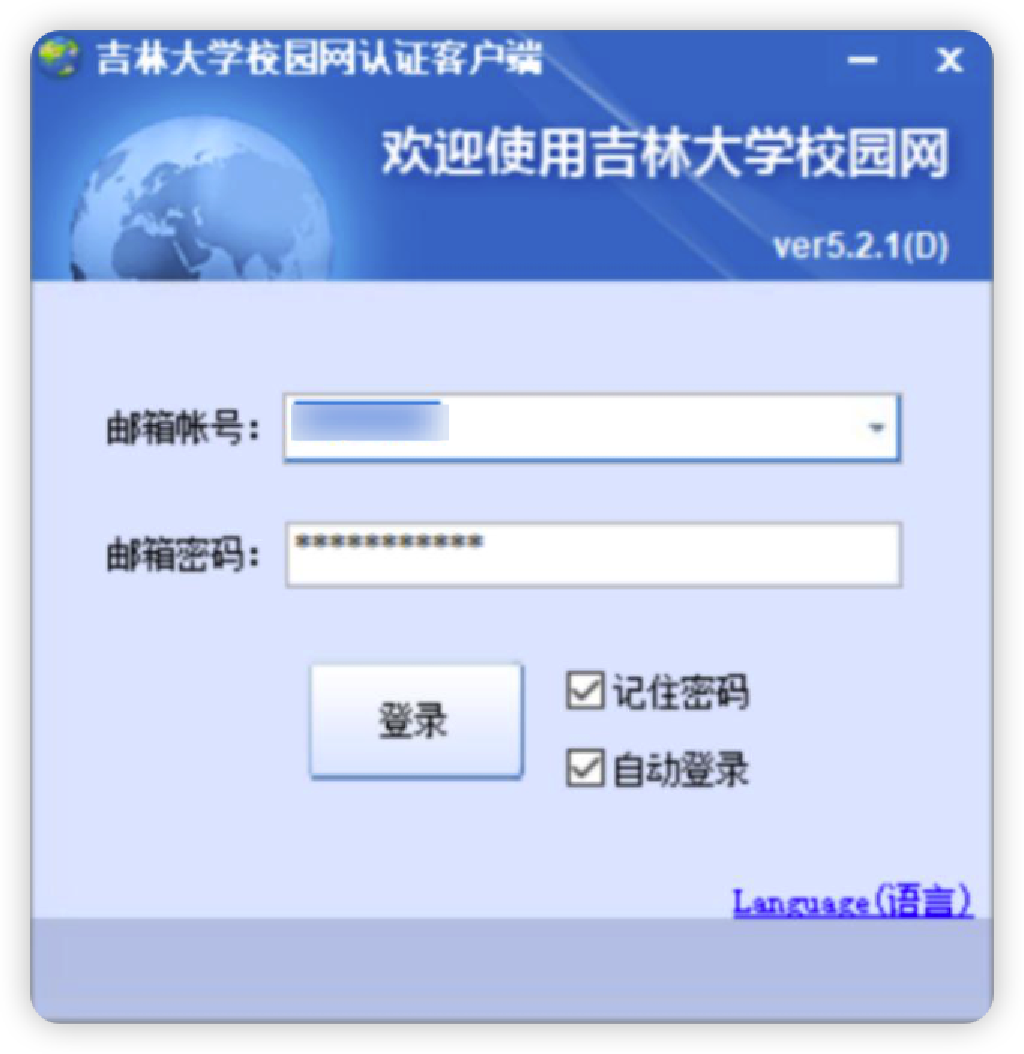 吉林大学校园网认证客户端
欢迎使用吉林大学校园网
ver5.2.1(D)
邮箱帐号：
邮箱密码： ***********
登录
记住密码
自动登录
Language(语言)